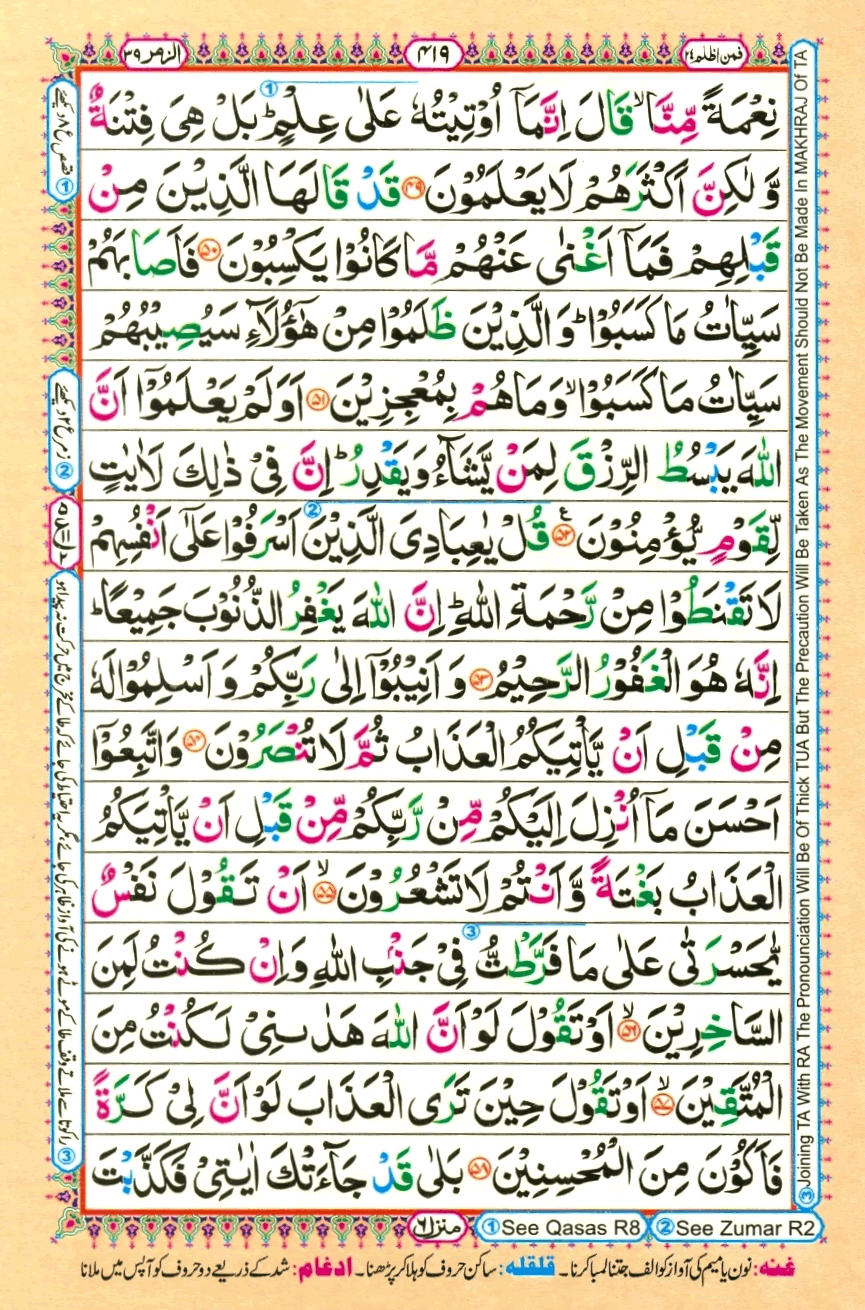 فمن اظلم ٢٤
٤١٩
الزمر ٣٩
نِعْمَةً مِّنَّا ۙ قَالَ اِنَّمَاۤ اُوْتِیْتُهٗ عَلٰی عِلْمٍ ؕ بَلْ هِیَ فِتْنَةٌ
وَّ لٰكِنَّ اَكْثَرَهُمْ لَا یَعْلَمُوْنَ ﴿۴۹﴾ قَدْ قَالَهَا الَّذِیْنَ مِنْ
قَبْلِهِمْ فَمَاۤ اَغْنٰی عَنْهُمْ مَّا كَانُوْا یَكْسِبُوْنَ ﴿۵۰﴾ فَاَصَابَهُمْ
سَیِّاٰتُ مَا كَسَبُوْا ؕ وَ الَّذِیْنَ ظَلَمُوْا مِنْ هٰۤؤُلَآءِ سَیُصِیْبُهُمْ
سَیِّاٰتُ مَا كَسَبُوْا ۙ وَ مَا هُمْ بِمُعْجِزِیْنَ ﴿۵۱﴾ اَوَ لَمْ یَعْلَمُوْۤا اَنَّ
اللّٰهَ یَبْسُطُ الرِّزْقَ لِمَنْ یَّشَآءُ وَ یَقْدِرُ ؕ اِنَّ فِیْ ذٰلِكَ لَاٰیٰتٍ
لِّقَوْمٍ یُّؤْمِنُوْنَ ﴿۵۲﴾ قُلْ یٰعِبَادِیَ الَّذِیْنَ اَسْرَفُوْا عَلٰۤی اَنْفُسِهِمْ
لَا تَقْنَطُوْا مِنْ رَّحْمَةِ اللّٰهِ ؕ اِنَّ اللّٰهَ یَغْفِرُ الذُّنُوْبَ جَمِیْعًا ؕ
اِنَّهٗ هُوَ الْغَفُوْرُ الرَّحِیْمُ ﴿۵۳﴾ وَ اَنِیْبُوْۤا اِلٰی رَبِّكُمْ وَ اَسْلِمُوْا لَهٗ
مِنْ قَبْلِ اَنْ یَّاْتِیَكُمُ الْعَذَابُ ثُمَّ لَا تُنْصَرُوْنَ ﴿۵۴﴾ وَ اتَّبِعُوْۤا
اَحْسَنَ مَاۤ اُنْزِلَ اِلَیْكُمْ مِّنْ رَّبِّكُمْ مِّنْ قَبْلِ اَنْ یَّاْتِیَكُمُ
الْعَذَابُ بَغْتَةً وَّ اَنْتُمْ لَا تَشْعُرُوْنَ ﴿۵۵﴾ ۙ اَنْ تَقُوْلَ نَفْسٌ
یّٰحَسْرَتٰی عَلٰی مَا فَرَّطْتُّ فِیْ جَنْۢبِ اللّٰهِ وَ اِنْ كُنْتُ لَمِنَ
السّٰخِرِیْنَ ﴿۵۶﴾ ۙ اَوْ تَقُوْلَ لَوْ اَنَّ اللّٰهَ هَدٰىنِیْ لَكُنْتُ مِنَ
الْمُتَّقِیْنَ ﴿۵۷﴾ ۙ اَوْ تَقُوْلَ حِیْنَ تَرَی الْعَذَابَ لَوْ اَنَّ لِیْ كَرَّةً
فَاَكُوْنَ مِنَ الْمُحْسِنِیْنَ ﴿۵۸﴾ بَلٰی قَدْ جَآءَتْكَ اٰیٰتِیْ فَكَذَّبْتَ
③ Joining TA With RA The Pronounciation Will Be Of Thick TUA But The Precaution Will Be Taken As The Movement Should Not Be Made In MAKHRAJ Of TA
منزل ٦
① See Qasas R8
② See Zumar R2
غنه: نون یا میم کی آواز کو الف جتنا لمبا کرنا۔ قلقله: ساکن حروف کو ہلا کر پڑھنا۔ ادغام: شد کے ذریعے دو حروف کو آپس میں ملانا